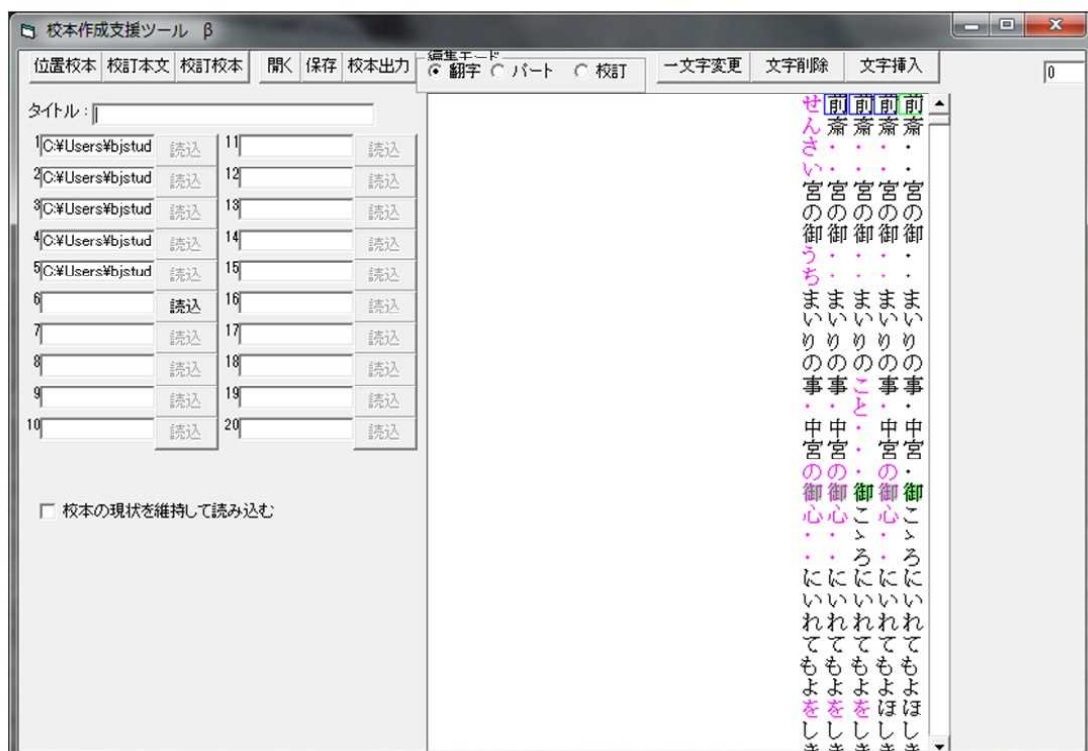 校本作成支援ツール β
位置校本 校訂本文 校訂校本 開く 保存 校本出力 編集モード 翻字 パート 校訂 一文字変更 文字削除 文字挿入 0
タイトル：
1 C:¥Users¥bjstud 読込 11 読込
2 C:¥Users¥bjstud 読込 12 読込
3 C:¥Users¥bjstud 読込 13 読込
4 C:¥Users¥bjstud 読込 14 読込
5 C:¥Users¥bjstud 読込 15 読込
6 読込 16 読込
7 読込 17 読込
8 読込 18 読込
9 読込 19 読込
10 読込 20 読込
校本の現状を維持して読み込む
前斎・・宮の御・・まいりの事・中宮・御こゝろにいれてもよほしき
前斎・・宮の御・・まいりの事・中宮の御心・・にいれてもよほしき
前斎・・宮の御・・まいりのこと・・・御こゝろにいれてもよをしき
前斎・・宮の御・・まいりの事・中宮の御心・・にいれてもよをしき
せんさい宮の御うちまいりの事・中宮の御心・・にいれてもよをしき